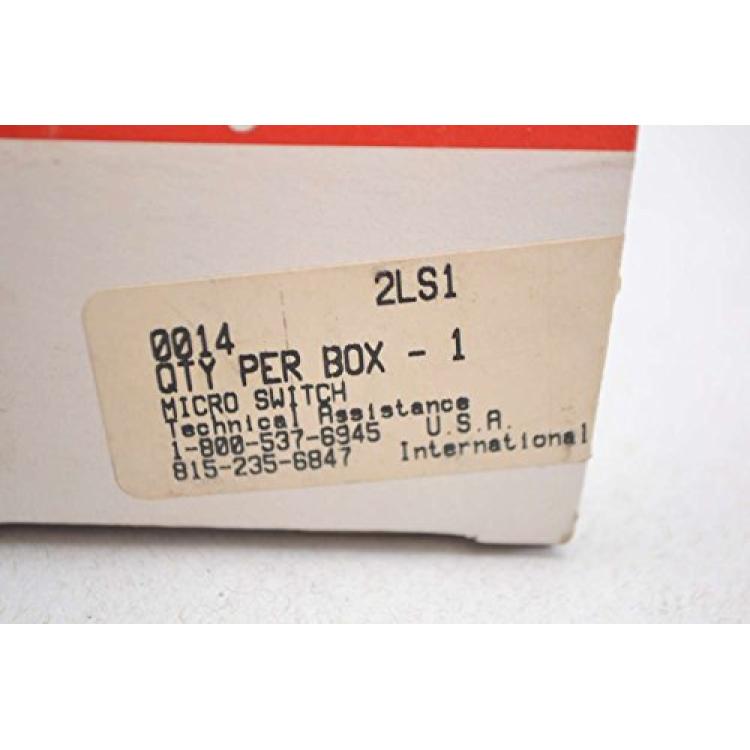 2LS1
0014
QTY PER BOX - 1
MICRO SWITCH
Technical Assistance
1-800-537-6945 U.S.A.
815-235-6847 International